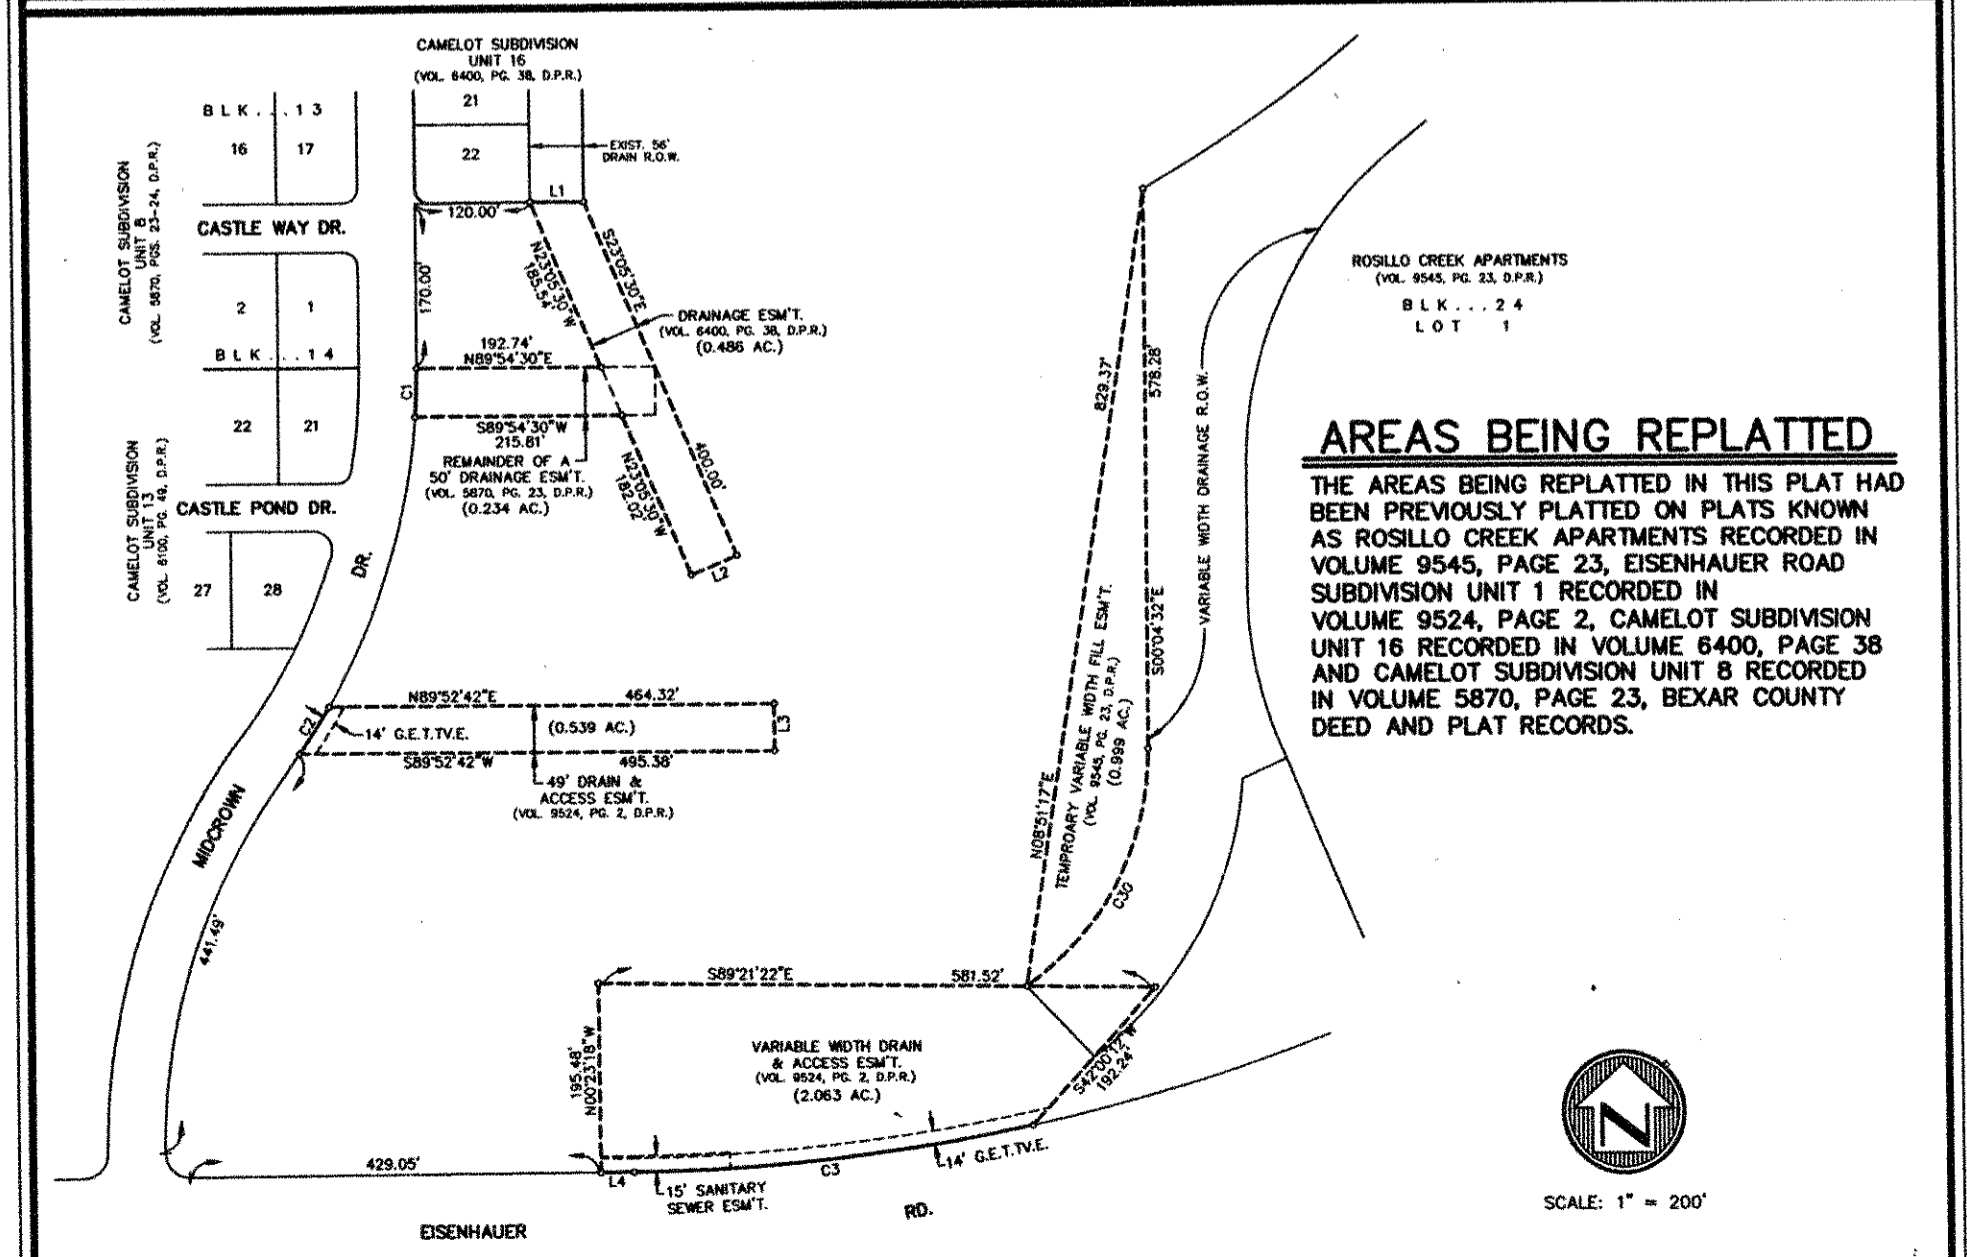 CAMELOT SUBDIVISION
UNIT 16
(VOL. 6400, PG. 38, D.P.R.)
BLK...13
16
17
21
22
EXIST. 56'
DRAIN R.O.W.
L1
120.00'
CAMELOT SUBDIVISION
UNIT 8
(VOL. 5870, PGS. 23-24, D.P.R.)
CASTLE WAY DR.
2
1
BLK...14
22
21
170.00'
C1
N23°05'30"W
185.54'
S23°05'30"E
400.00'
DRAINAGE ESM'T.
(VOL. 6400, PG. 38, D.P.R.)
(0.486 AC.)
192.74'
N89°54'30"E
S89°54'30"W
215.81'
REMAINDER OF A
50' DRAINAGE ESM'T.
(VOL. 5870, PG. 23, D.P.R.)
(0.234 AC.)
N23°05'30"W
182.02'
L2
CAMELOT SUBDIVISION
UNIT 13
(VOL. 6100, PG. 49, D.P.R.)
CASTLE POND DR.
27
28
MIDCROWN
DR.
C2
N89°52'42"E
464.32'
14' G.E.T.TV.E.
(0.539 AC.)
L3
S89°52'42"W
495.38'
49' DRAIN &
ACCESS ESM'T.
(VOL. 9524, PG. 2, D.P.R.)
441.49'
829.37'
N08°51'17"E
578.28'
S00°04'32"E
TEMPROARY VARIABLE WIDTH FILL ESM'T.
(VOL. 9545, PG. 23, D.P.R.)
(0.999 AC.)
C30
VARIABLE WIDTH DRAINAGE R.O.W.
ROSILLO CREEK APARTMENTS
(VOL. 9545, PG. 23, D.P.R.)
BLK...24
LOT 1
AREAS BEING REPLATTED
THE AREAS BEING REPLATTED IN THIS PLAT HAD
BEEN PREVIOUSLY PLATTED ON PLATS KNOWN
AS ROSILLO CREEK APARTMENTS RECORDED IN
VOLUME 9545, PAGE 23, EISENHAUER ROAD
SUBDIVISION UNIT 1 RECORDED IN
VOLUME 9524, PAGE 2, CAMELOT SUBDIVISION
UNIT 16 RECORDED IN VOLUME 6400, PAGE 38
AND CAMELOT SUBDIVISION UNIT 8 RECORDED
IN VOLUME 5870, PAGE 23, BEXAR COUNTY
DEED AND PLAT RECORDS.
S89°21'22"E
581.52'
195.48'
N00°23'18"W
VARIABLE WIDTH DRAIN
& ACCESS ESM'T.
(VOL. 9524, PG. 2, D.P.R.)
(2.063 AC.)
S42°00'12"W
192.24'
14' G.E.T.TV.E.
429.05'
L4
C3
15' SANITARY
SEWER ESM'T.
EISENHAUER
RD.
N
SCALE: 1" = 200'